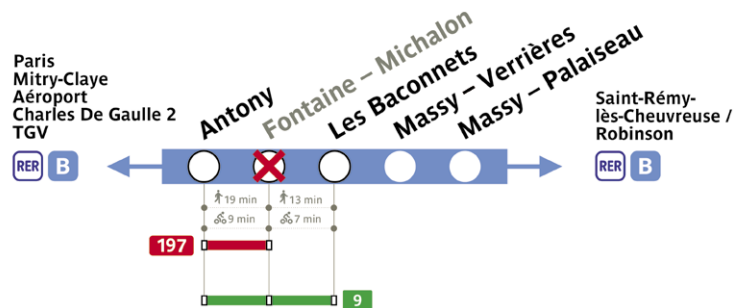 Paris
Mitry-Claye
Aéroport
Charles De Gaulle 2
TGV
RER B
Antony
Fontaine – Michalon
Les Baconnets
Massy – Verrières
Massy – Palaiseau
Saint-Rémy-
lès-Cheuvreuse /
Robinson
RER B
19 min
13 min
9 min
7 min
197
9